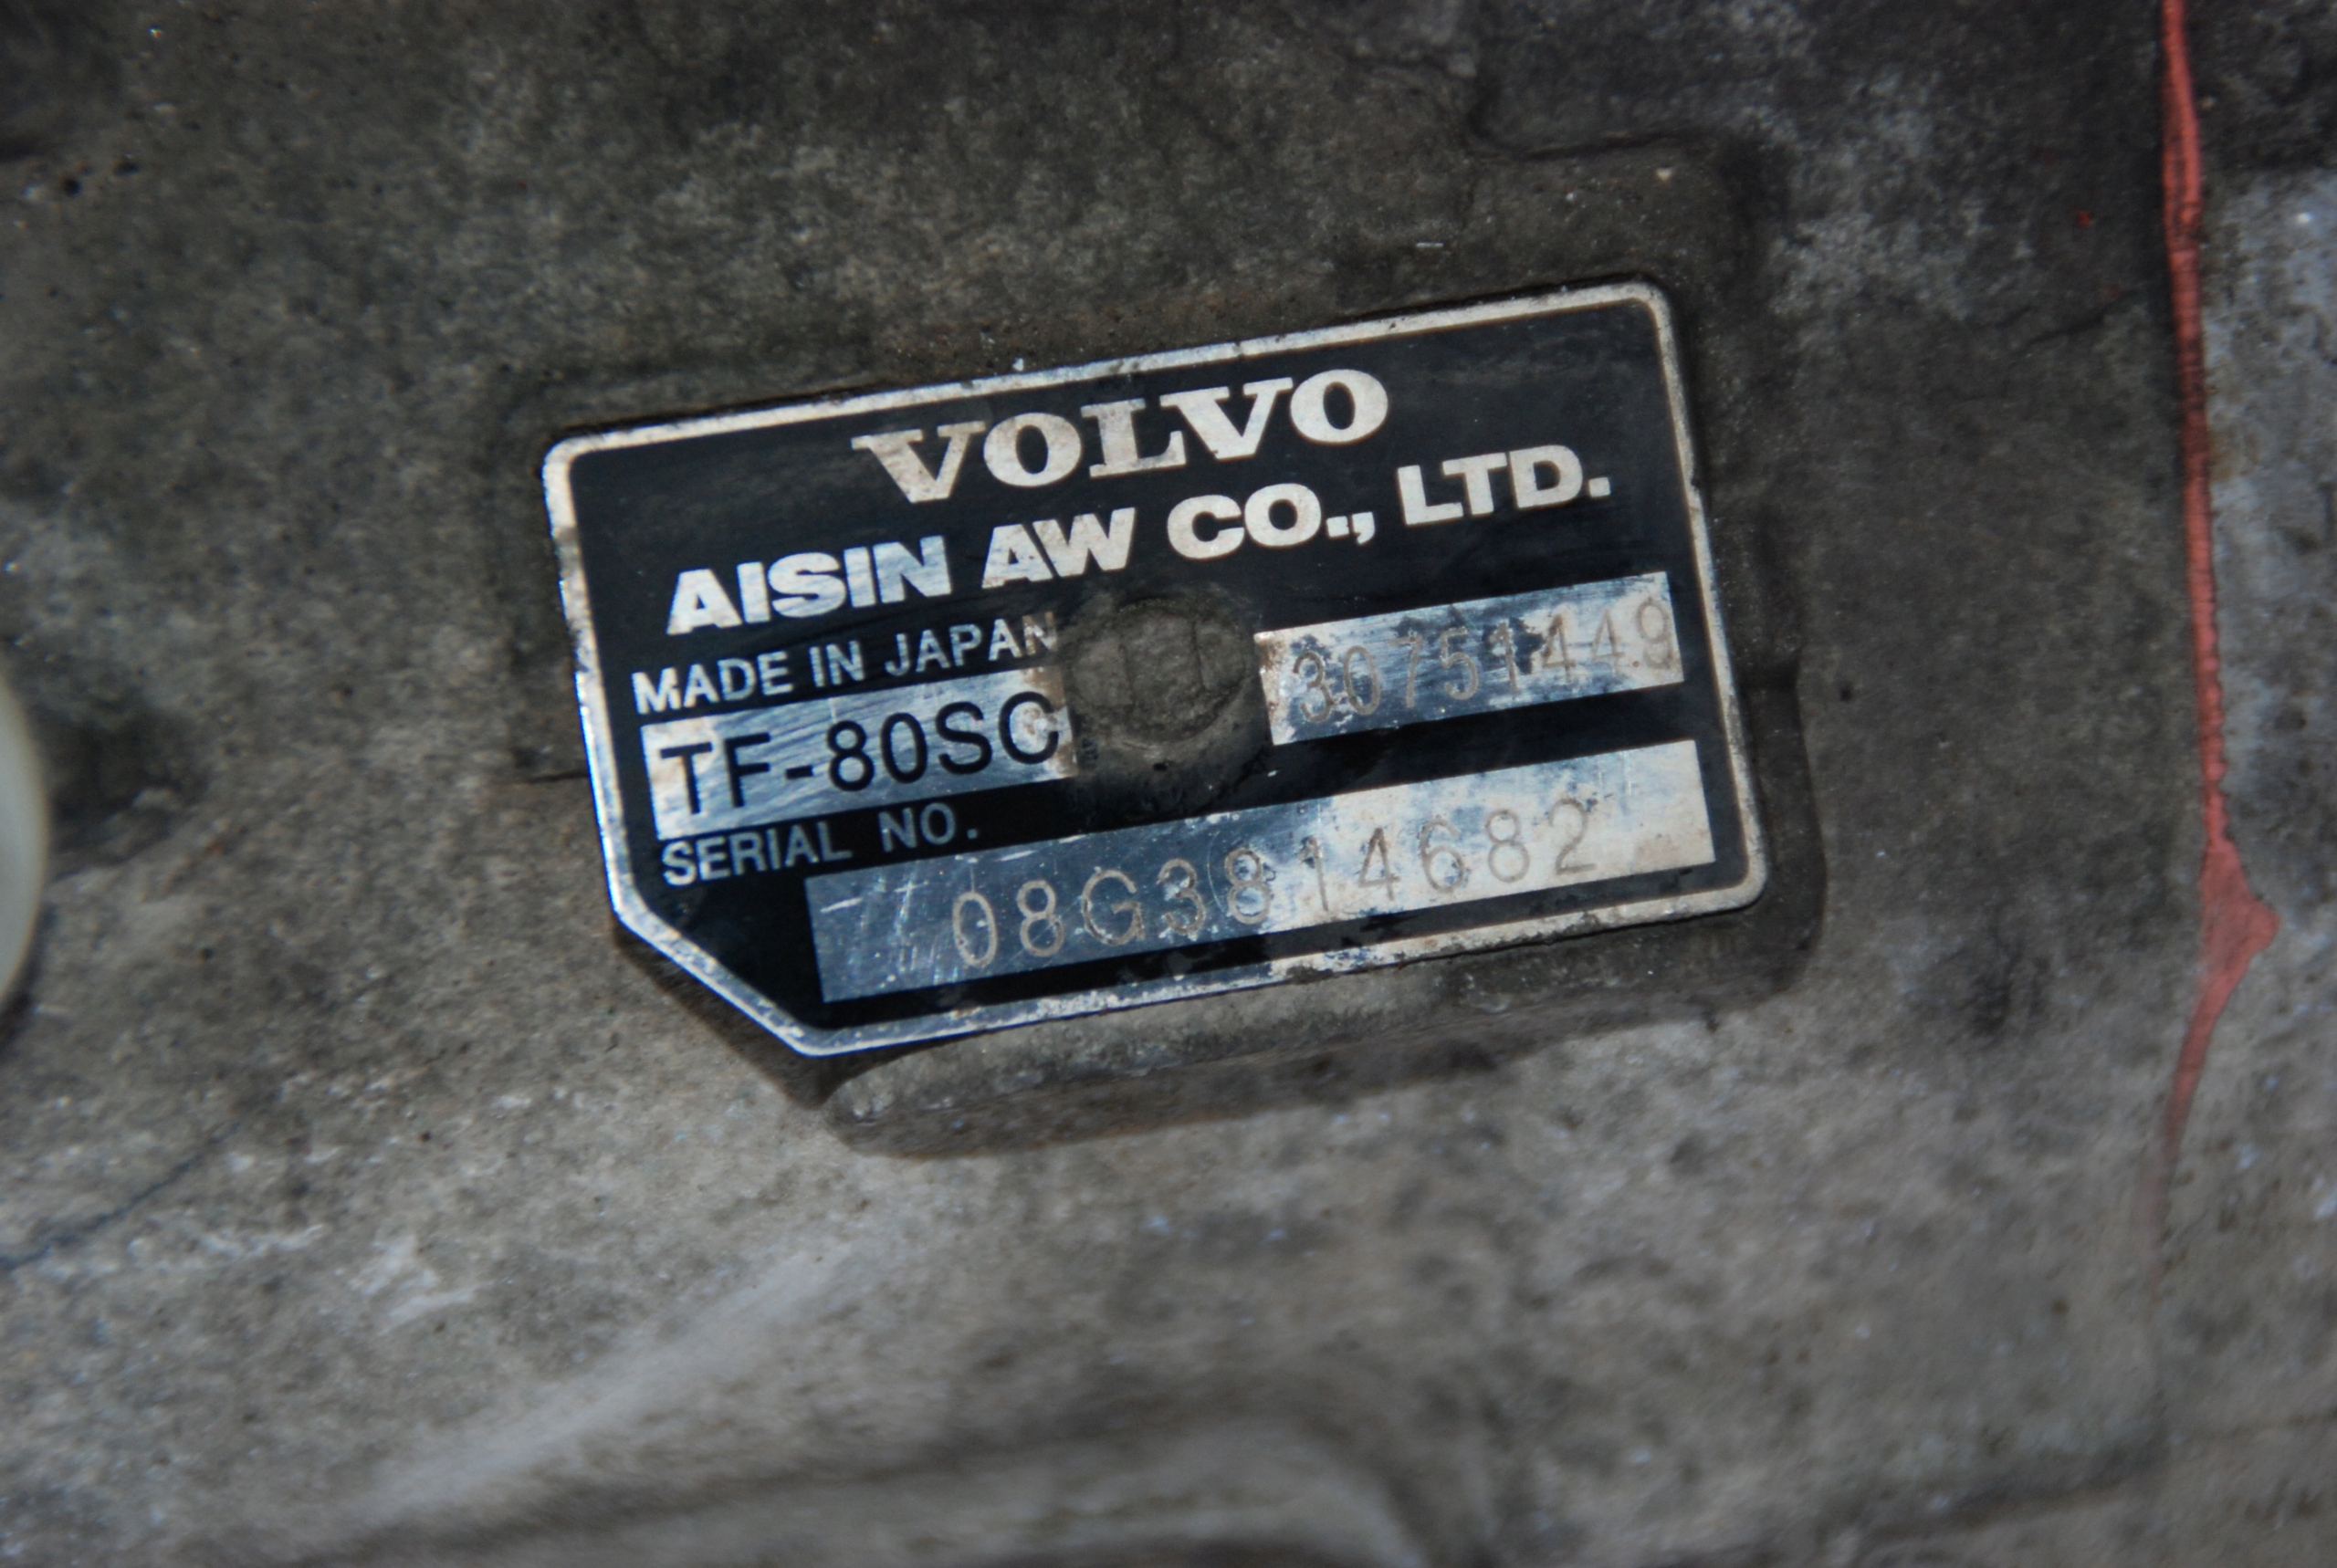 VOLVO
AISIN AW CO., LTD.
MADE IN JAPAN
TF-80SC 30751449
SERIAL NO.
08G3814682